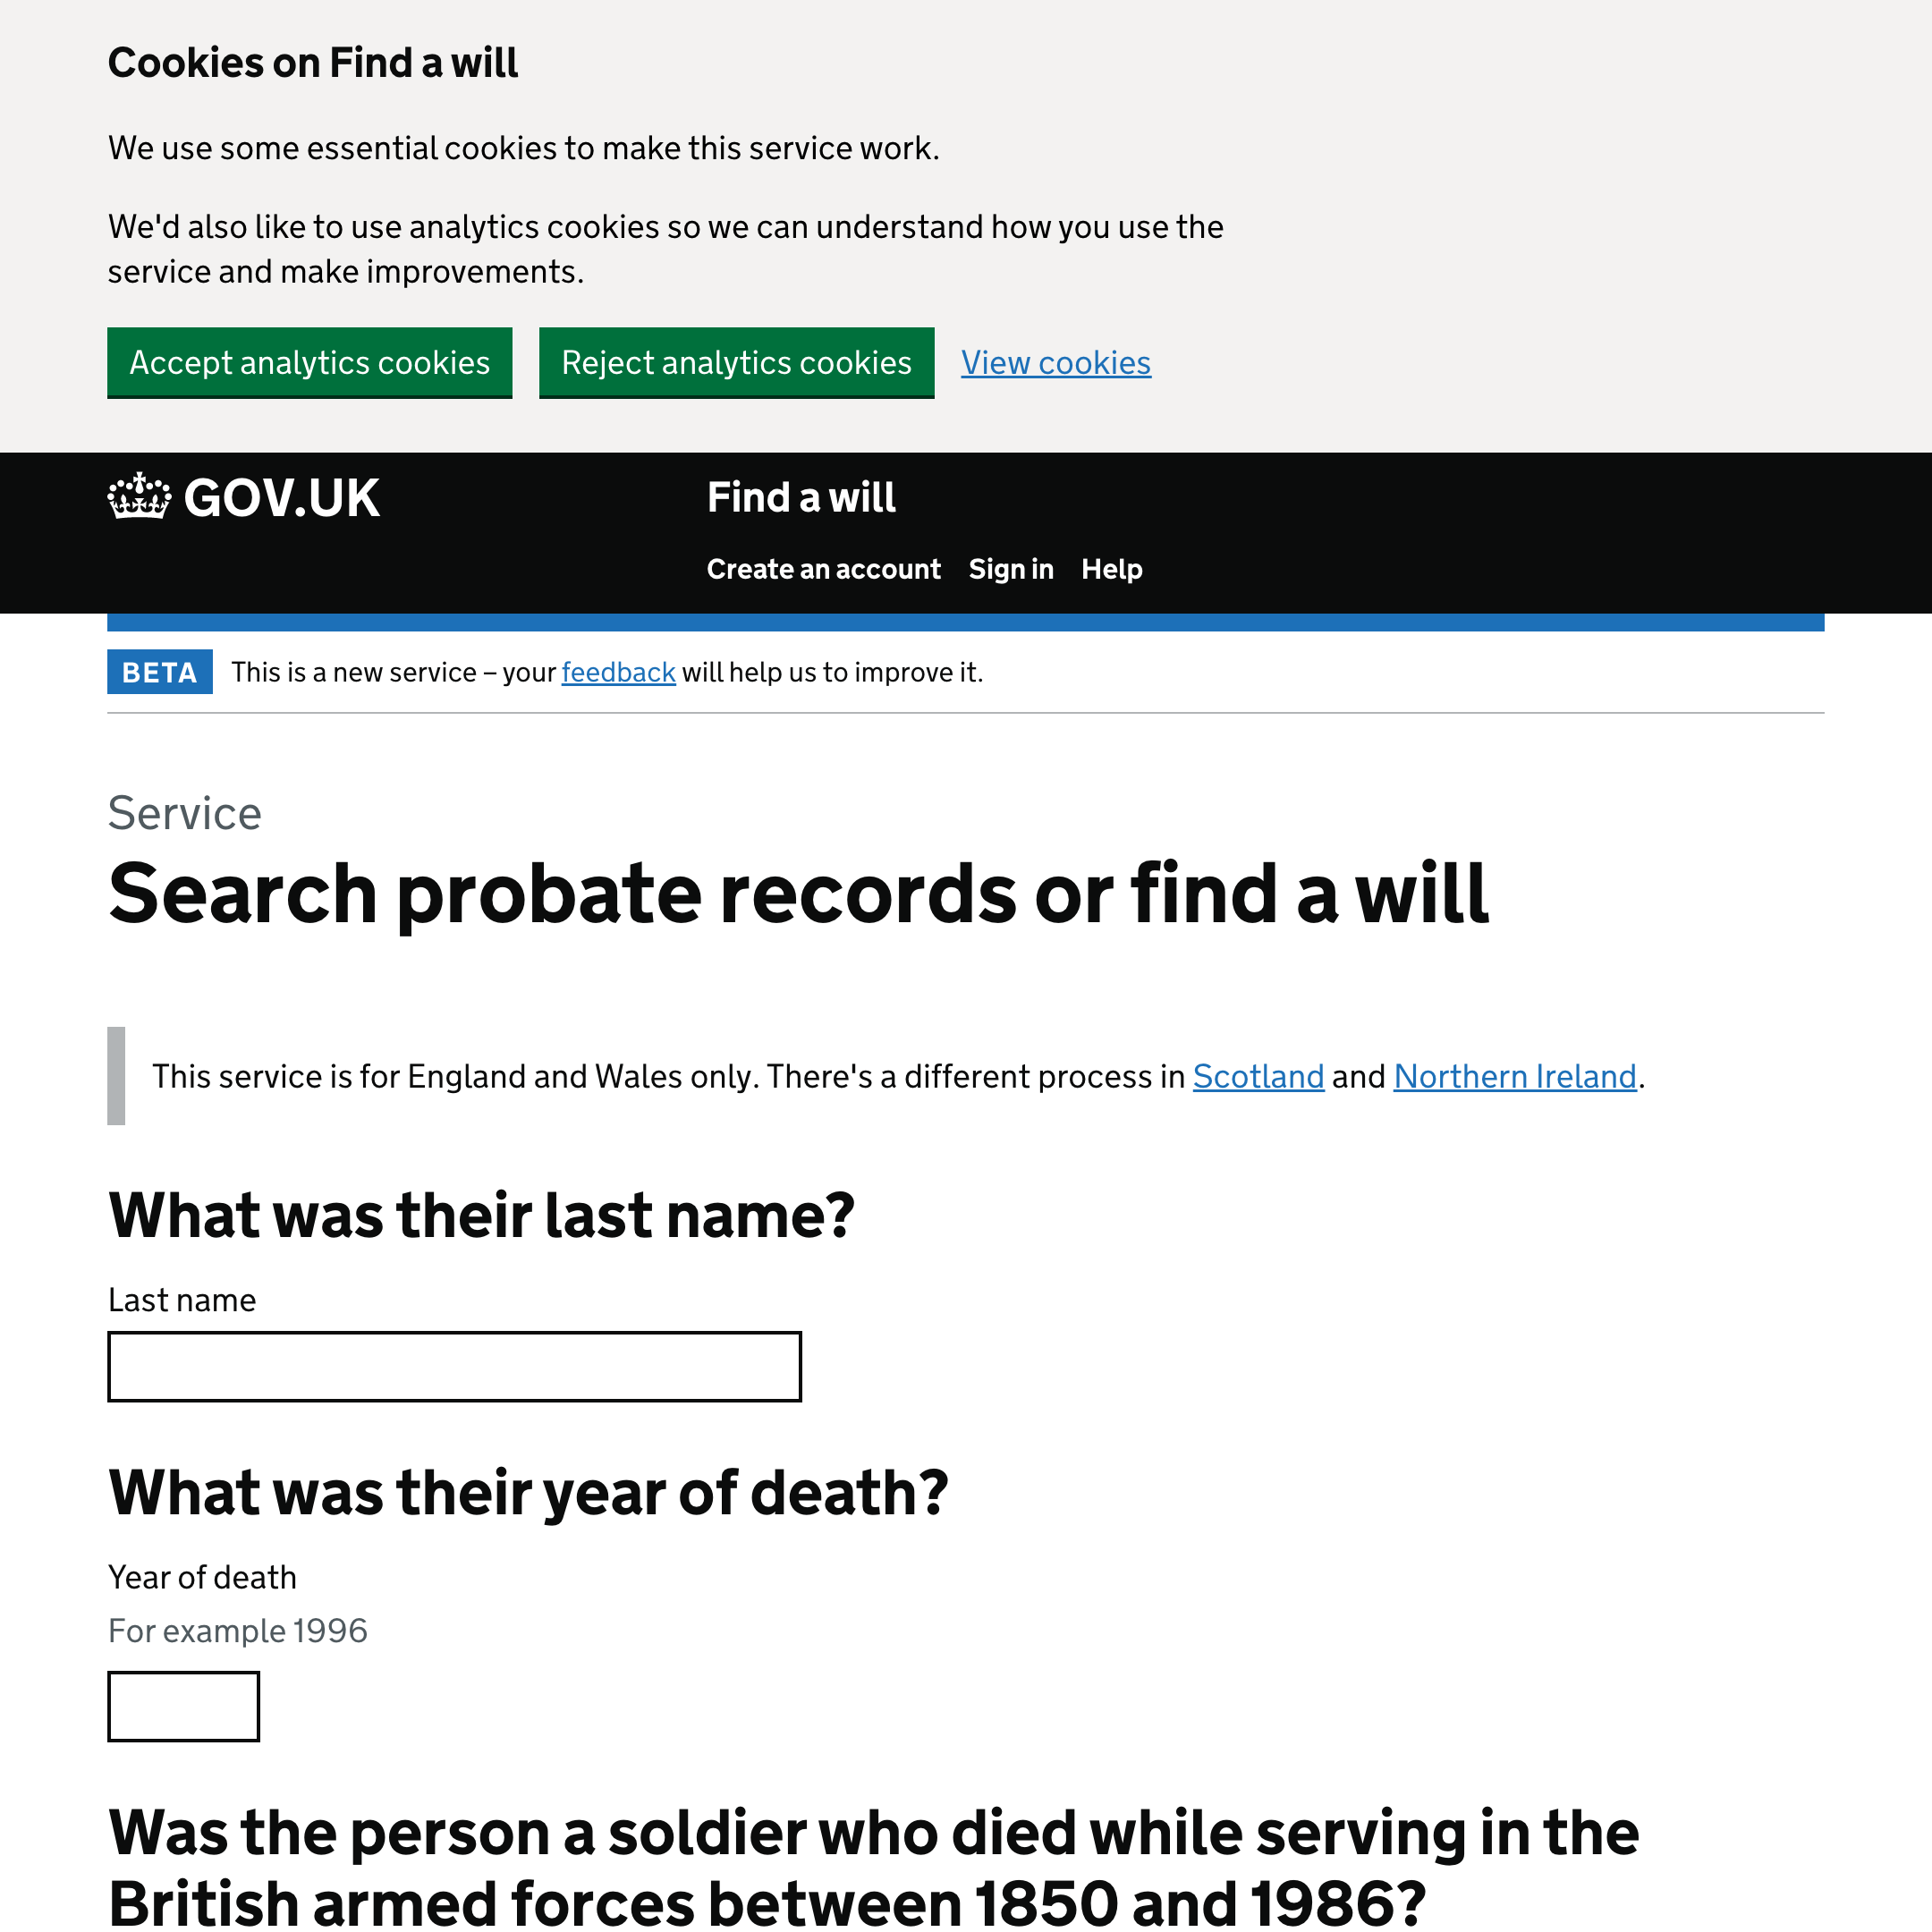 Cookies on Find a will
We use some essential cookies to make this service work.
We'd also like to use analytics cookies so we can understand how you use the
service and make improvements.
Accept analytics cookies
Reject analytics cookies
View cookies
GOV.UK
Find a will
Create an account
Sign in
Help
BETA
This is a new service – your feedback will help us to improve it.
Service
Search probate records or find a will
This service is for England and Wales only. There's a different process in Scotland and Northern Ireland.
What was their last name?
Last name
What was their year of death?
Year of death
For example 1996
Was the person a soldier who died while serving in the
British armed forces between 1850 and 1986?